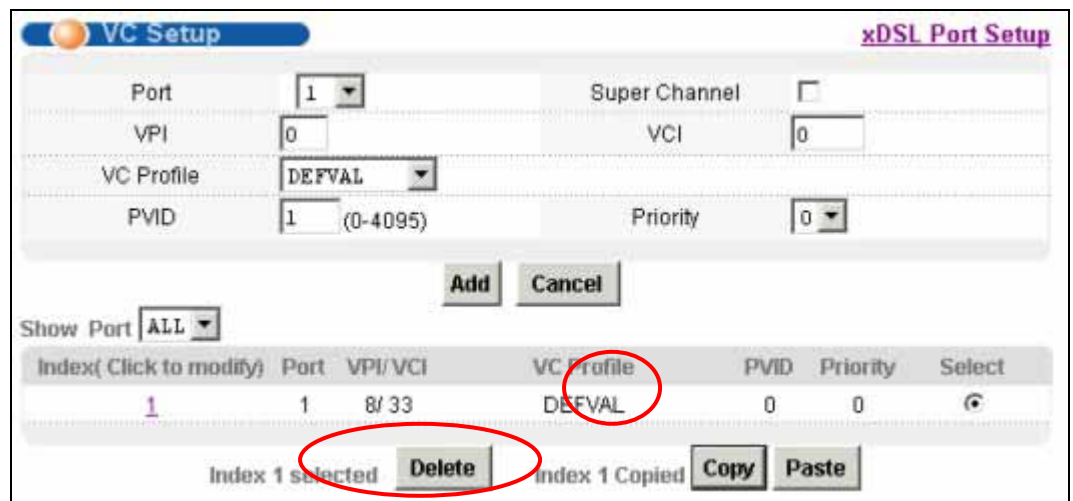 VC Setup xDSL Port Setup
Port 1 Super Channel
VPI 0 VCI 0
VC Profile DEFVAL
PVID 1 (0-4095) Priority 0
Add Cancel
Show Port ALL
Index( Click to modify) Port VPI/ VCI VC Profile PVID Priority Select
1 1 8/ 33 DEFVAL 0 0
Index 1 selected Delete Index 1 Copied Copy Paste